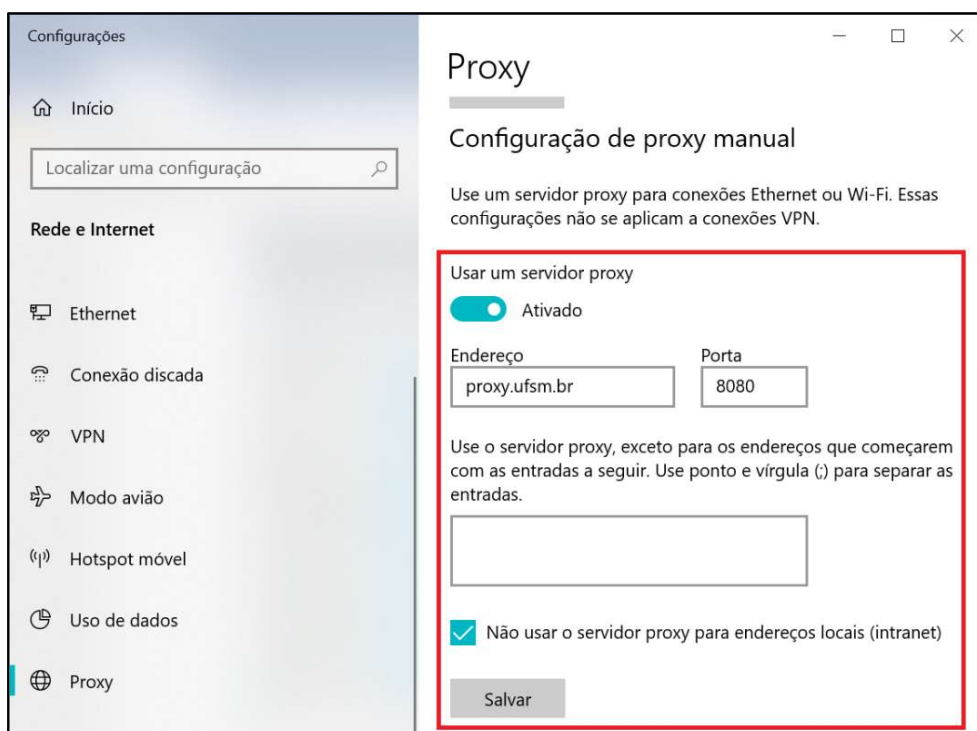 Configurações
Início
Localizar uma configuração
Rede e Internet
Ethernet
Conexão discada
VPN
Modo avião
Hotspot móvel
Uso de dados
Proxy
Proxy
Configuração de proxy manual
Use um servidor proxy para conexões Ethernet ou Wi-Fi. Essas
configurações não se aplicam a conexões VPN.
Usar um servidor proxy
Ativado
Endereço Porta
proxy.ufsm.br 8080
Use o servidor proxy, exceto para os endereços que começarem
com as entradas a seguir. Use ponto e vírgula (;) para separar as
entradas.
Não usar o servidor proxy para endereços locais (intranet)
Salvar